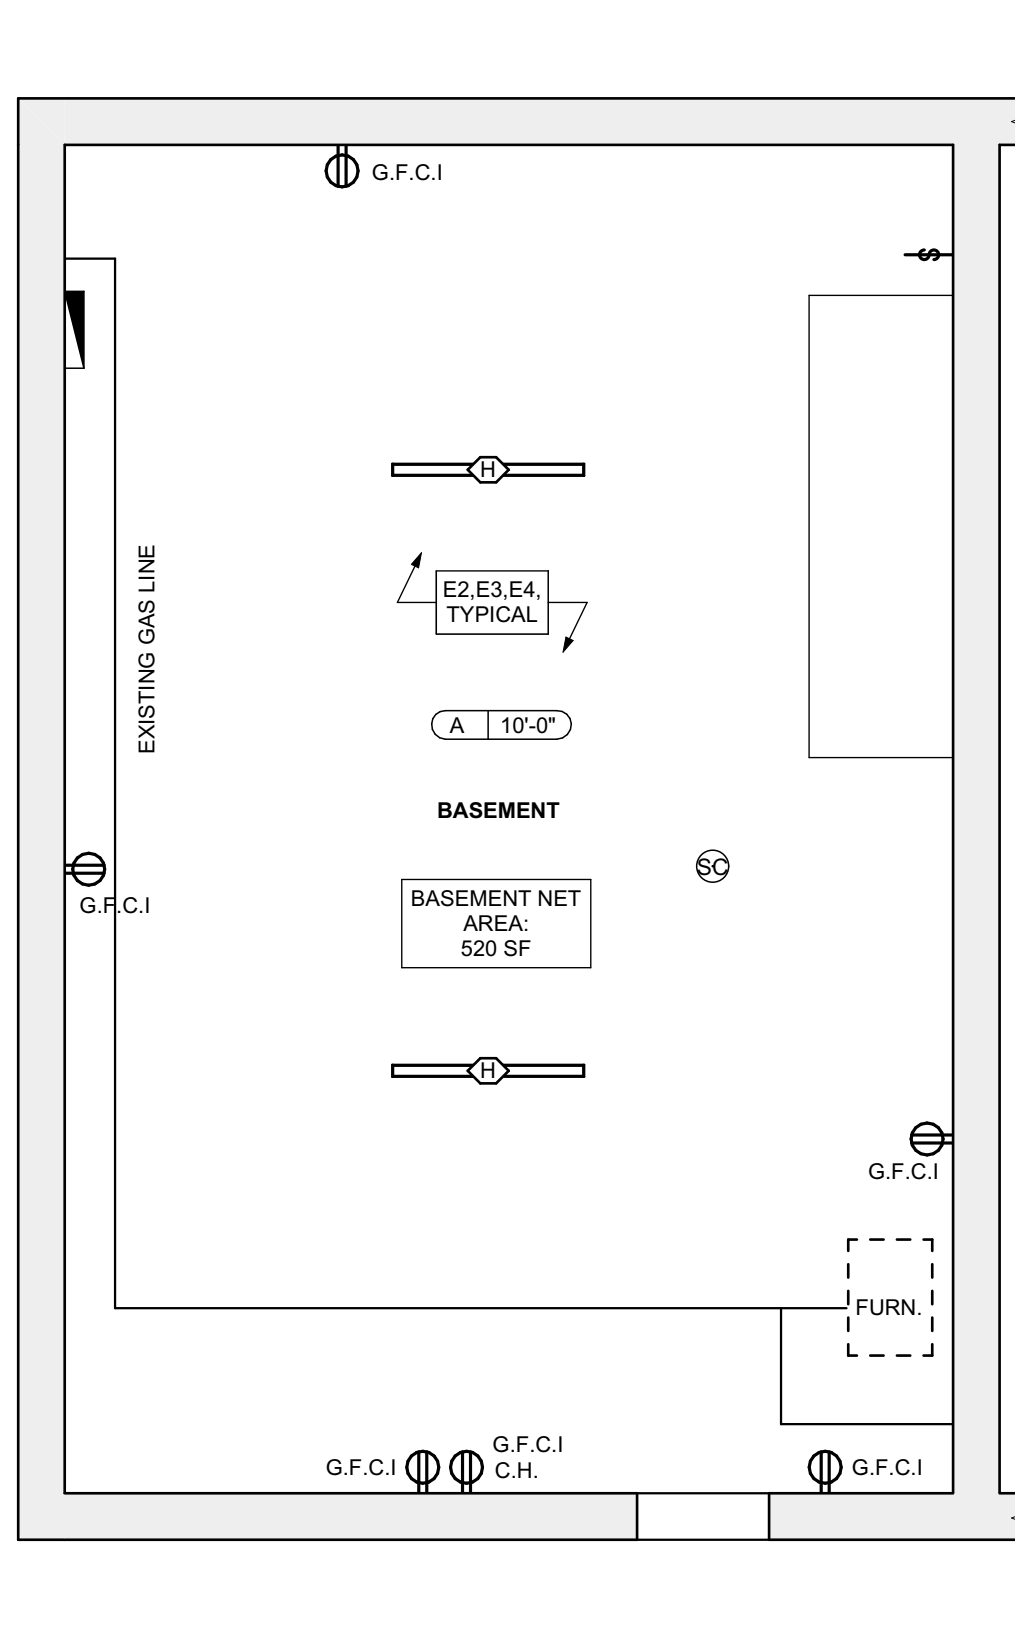 G.F.C.I
S
H
EXISTING GAS LINE
E2,E3,E4,
TYPICAL
A 10'-0"
BASEMENT
SC
G.F.C.I
BASEMENT NET
AREA:
520 SF
H
G.F.C.I
FURN.
G.F.C.I
G.F.C.I
C.H.
G.F.C.I